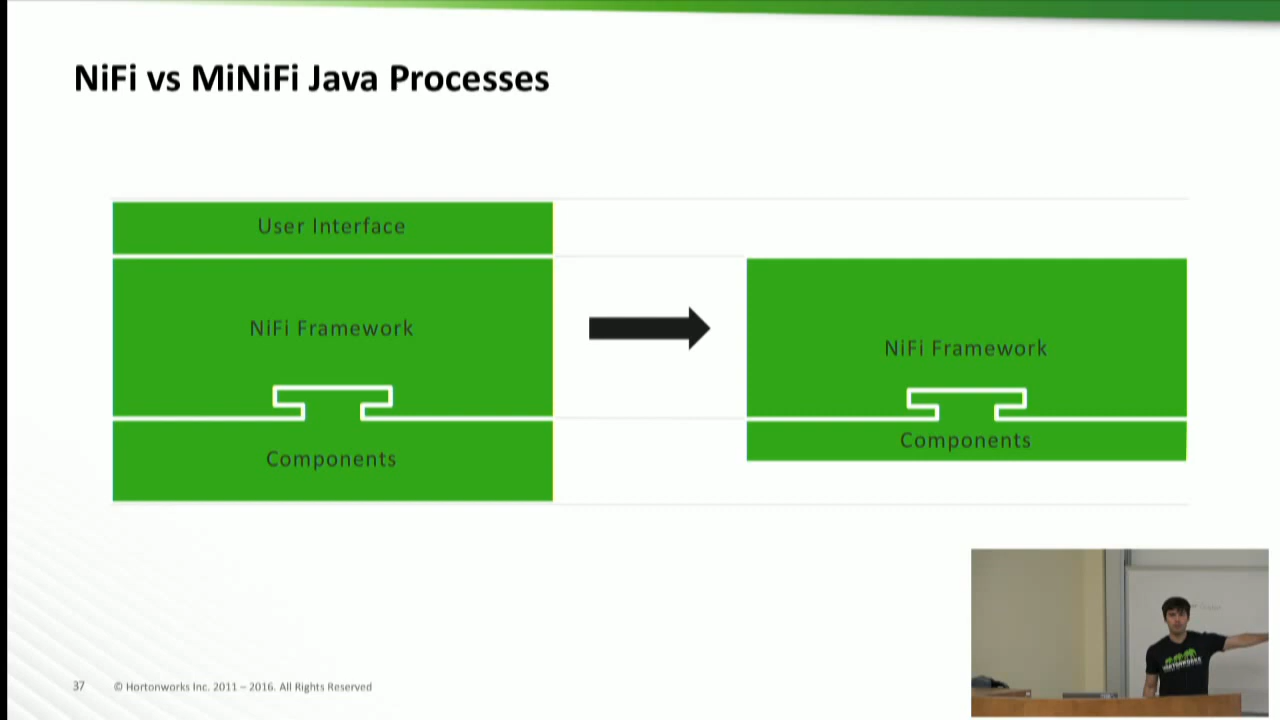 NiFi vs MiNiFi Java Processes
User Interface
NiFi Framework
Components
NiFi Framework
Components
37 © Hortonworks Inc. 2011 – 2016. All Rights Reserved
HORTONWORKS